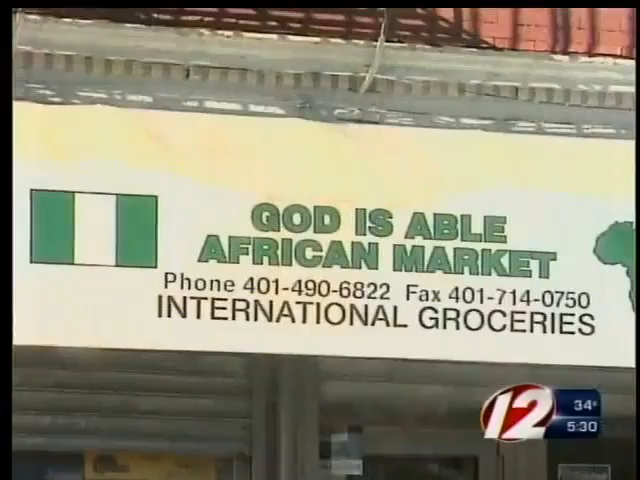 GOD IS ABLE
AFRICAN MARKET
Phone 401-490-6822 Fax 401-714-0750
INTERNATIONAL GROCERIES
12
34°
5:30